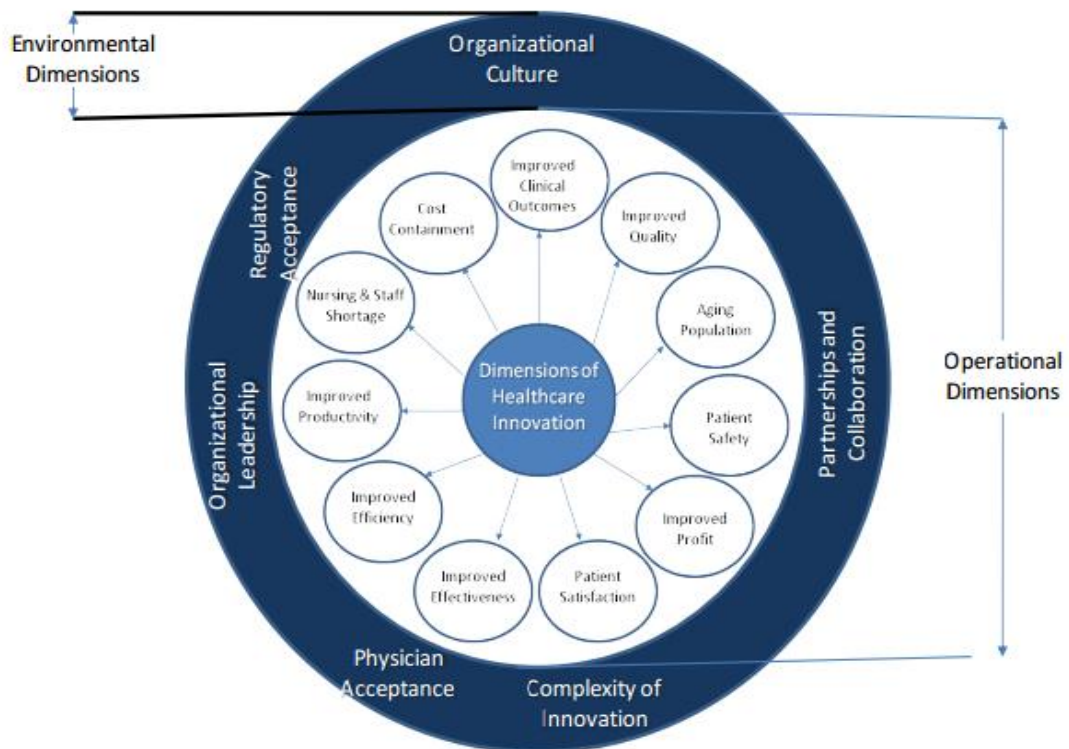 Environmental
Dimensions
Organizational
Culture
Regulatory
Acceptance
Organizational
Leadership
Physician
Acceptance
Complexity of
Innovation
Partnerships and
Collaboration
Operational
Dimensions
Dimensions of
Healthcare
Innovation
Improved
Clinical
Outcomes
Improved
Quality
Aging
Population
Patient
Safety
Improved
Profit
Patient
Satisfaction
Improved
Effectiveness
Improved
Efficiency
Improved
Productivity
Nursing & Staff
Shortage
Cost
Containment